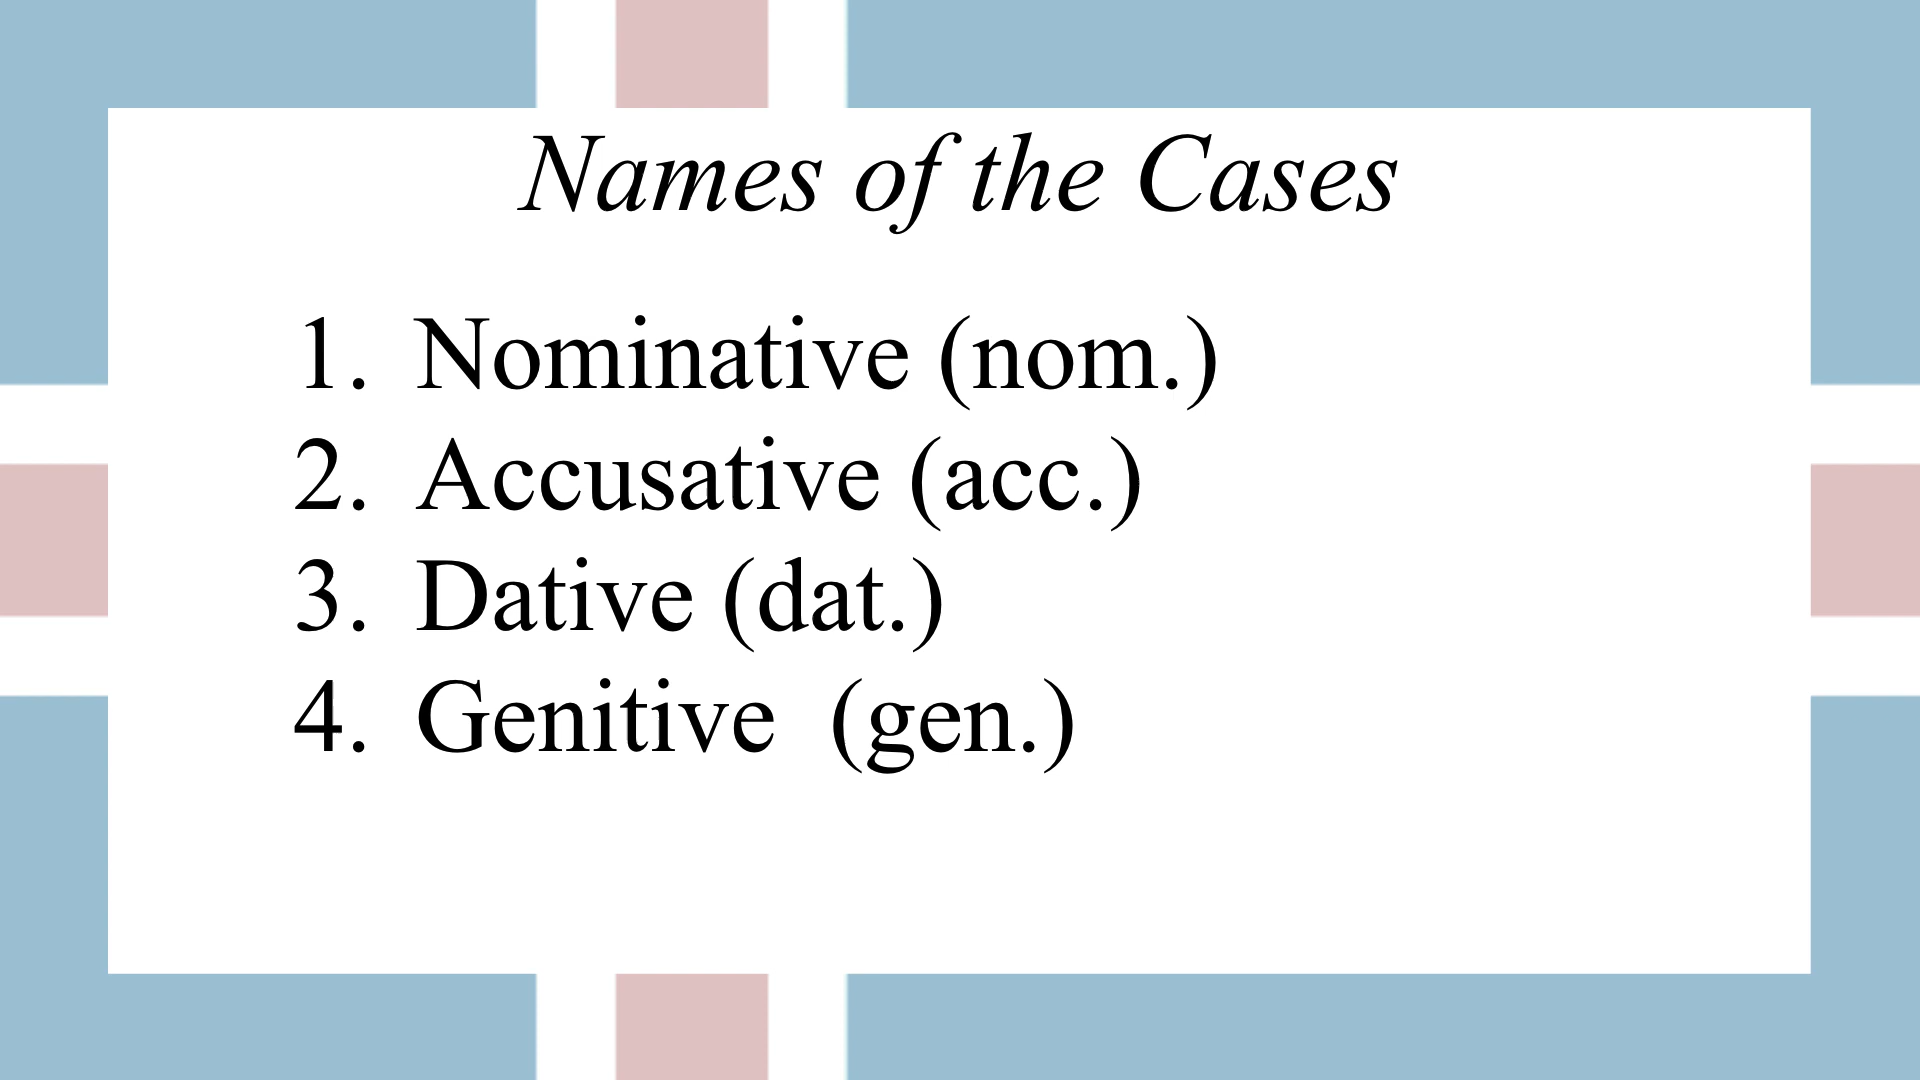 Names of the Cases
1. Nominative (nom.)
2. Accusative (acc.)
3. Dative (dat.)
4. Genitive  (gen.)